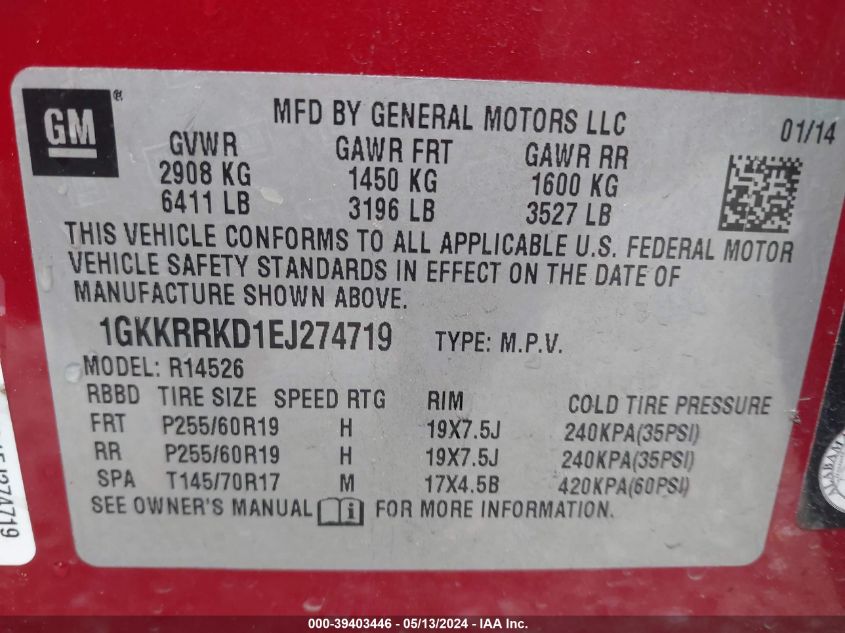 GM
®
MFD BY GENERAL MOTORS LLC
01/14
GVWR GAWR FRT GAWR RR
2908 KG 1450 KG 1600 KG
6411 LB 3196 LB 3527 LB
THIS VEHICLE CONFORMS TO ALL APPLICABLE U.S. FEDERAL MOTOR
VEHICLE SAFETY STANDARDS IN EFFECT ON THE DATE OF
MANUFACTURE SHOWN ABOVE.
1GKKRRKD1EJ274719 TYPE: M.P.V.
MODEL: R14526
RBBD TIRE SIZE SPEED RTG RIM COLD TIRE PRESSURE
FRT P255/60R19 H 19X7.5J 240KPA(35PSI)
RR P255/60R19 H 19X7.5J 240KPA(35PSI)
SPA T145/70R17 M 17X4.5B 420KPA(60PSI)
SEE OWNER'S MANUAL i FOR MORE INFORMATION.
J274719
ALABAMA
000-39403446 - 05/13/2024 - IAA